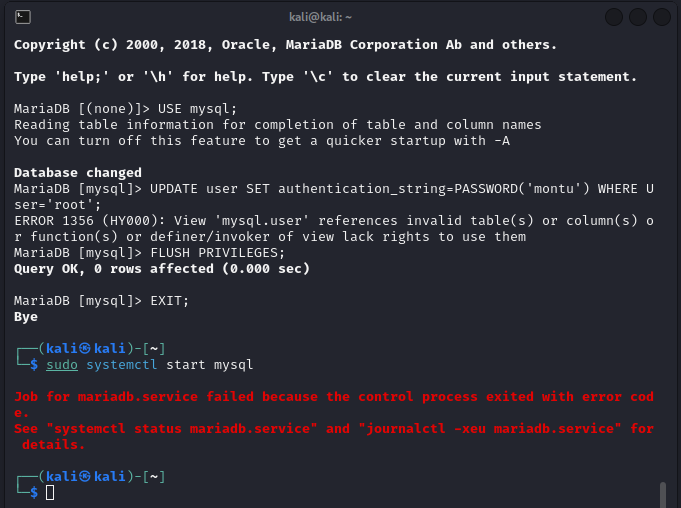 kali@kali: ~
Copyright (c) 2000, 2018, Oracle, MariaDB Corporation Ab and others.
Type 'help;' or '\h' for help. Type '\c' to clear the current input statement.
MariaDB [(none)]> USE mysql;
Reading table information for completion of table and column names
You can turn off this feature to get a quicker startup with -A
Database changed
MariaDB [mysql]> UPDATE user SET authentication_string=PASSWORD('montu') WHERE U
ser='root';
ERROR 1356 (HY000): View 'mysql.user' references invalid table(s) or column(s) o
r function(s) or definer/invoker of view lack rights to use them
MariaDB [mysql]> FLUSH PRIVILEGES;
Query OK, 0 rows affected (0.000 sec)
MariaDB [mysql]> EXIT;
Bye
┌──(kali㉿kali)-[~]
└─$ sudo systemctl start mysql
Job for mariadb.service failed because the control process exited with error cod
e.
See "systemctl status mariadb.service" and "journalctl -xeu mariadb.service" for
 details.
┌──(kali㉿kali)-[~]
└─$